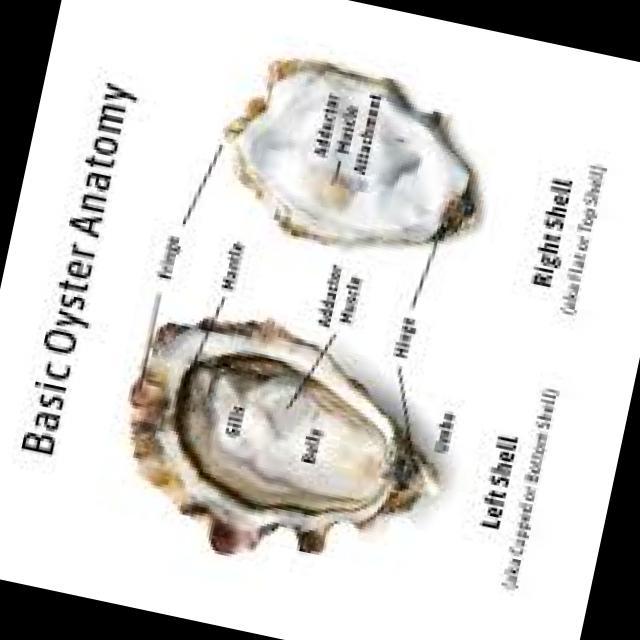 Basic Oyster Anatomy
Fringe
Mantle
Adductor
Muscle
Hinge
Gills
Belly
Umbo
Adductor
Muscle
Attachment
Left Shell
(aka Cupped or Bottom Shell)
Right Shell
(aka Flat or Top Shell)